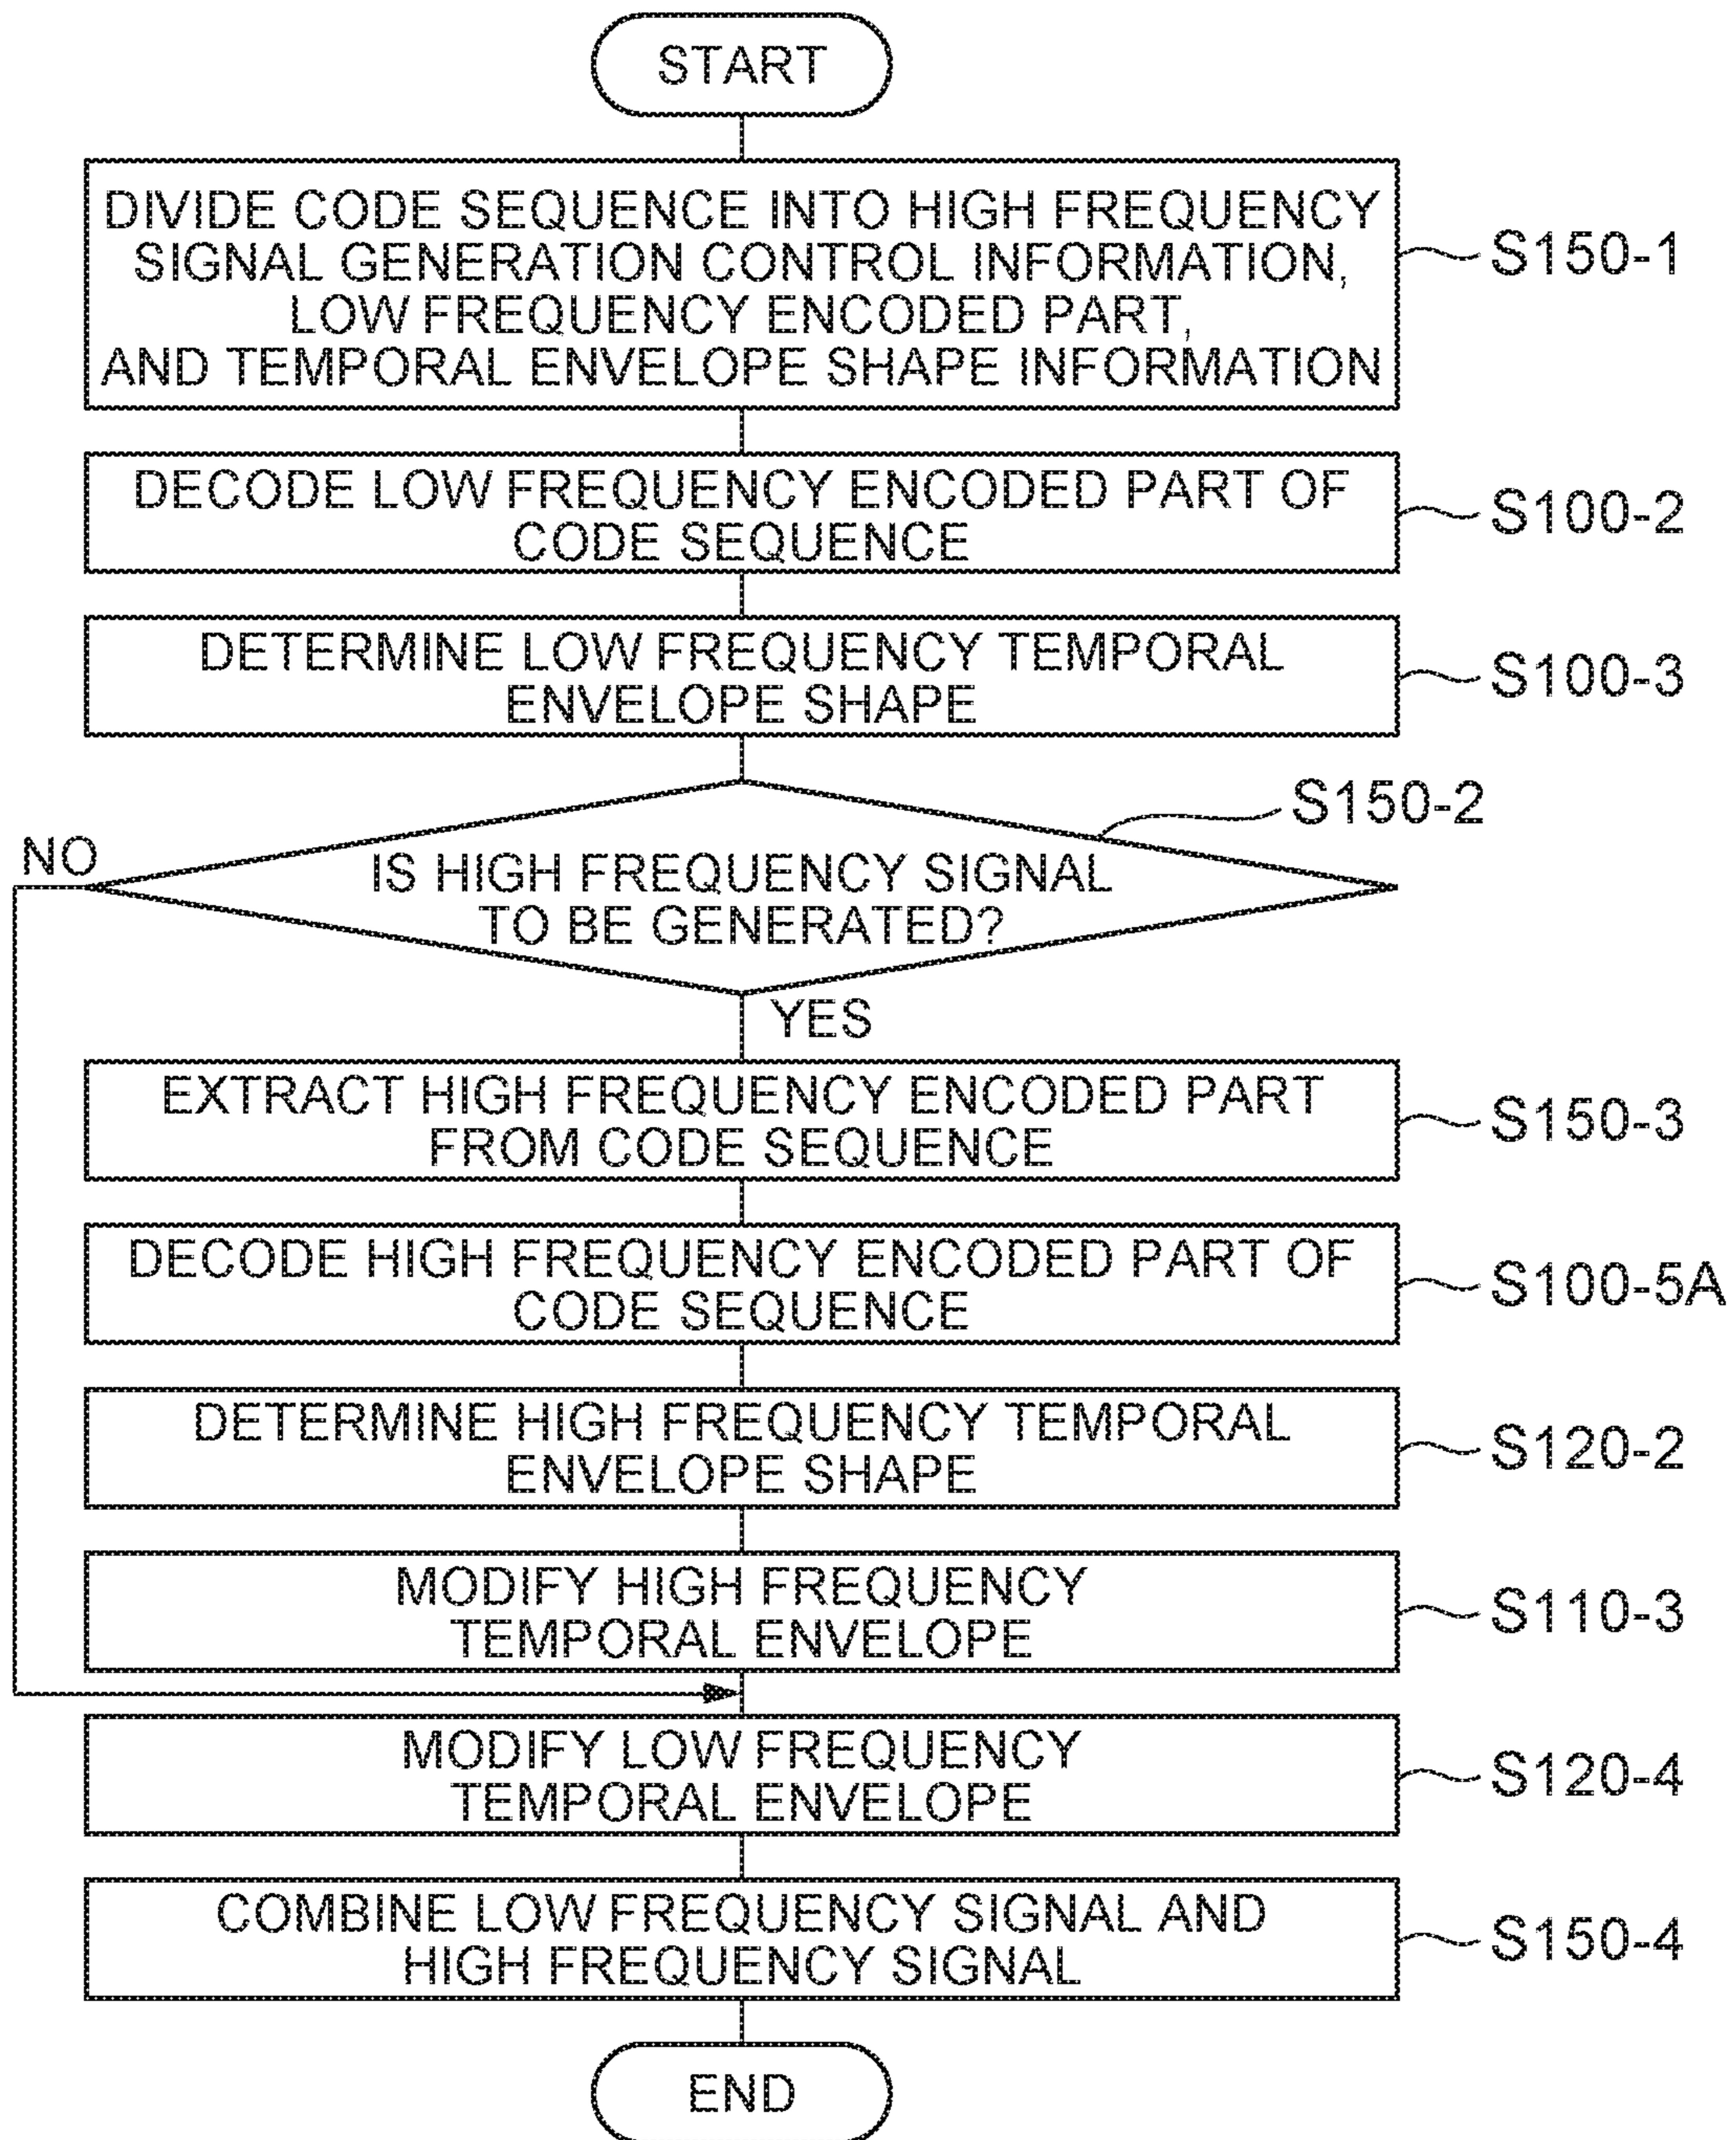 START
DIVIDE CODE SEQUENCE INTO HIGH FREQUENCY
SIGNAL GENERATION CONTROL INFORMATION,
LOW FREQUENCY ENCODED PART,
AND TEMPORAL ENVELOPE SHAPE INFORMATION
S150-1
DECODE LOW FREQUENCY ENCODED PART OF
CODE SEQUENCE
S100-2
DETERMINE LOW FREQUENCY TEMPORAL
ENVELOPE SHAPE
S100-3
S150-2
NO
IS HIGH FREQUENCY SIGNAL
TO BE GENERATED?
YES
EXTRACT HIGH FREQUENCY ENCODED PART
FROM CODE SEQUENCE
S150-3
DECODE HIGH FREQUENCY ENCODED PART OF
CODE SEQUENCE
S100-5A
DETERMINE HIGH FREQUENCY TEMPORAL
ENVELOPE SHAPE
S120-2
MODIFY HIGH FREQUENCY
TEMPORAL ENVELOPE
S110-3
MODIFY LOW FREQUENCY
TEMPORAL ENVELOPE
S120-4
COMBINE LOW FREQUENCY SIGNAL AND
HIGH FREQUENCY SIGNAL
S150-4
END